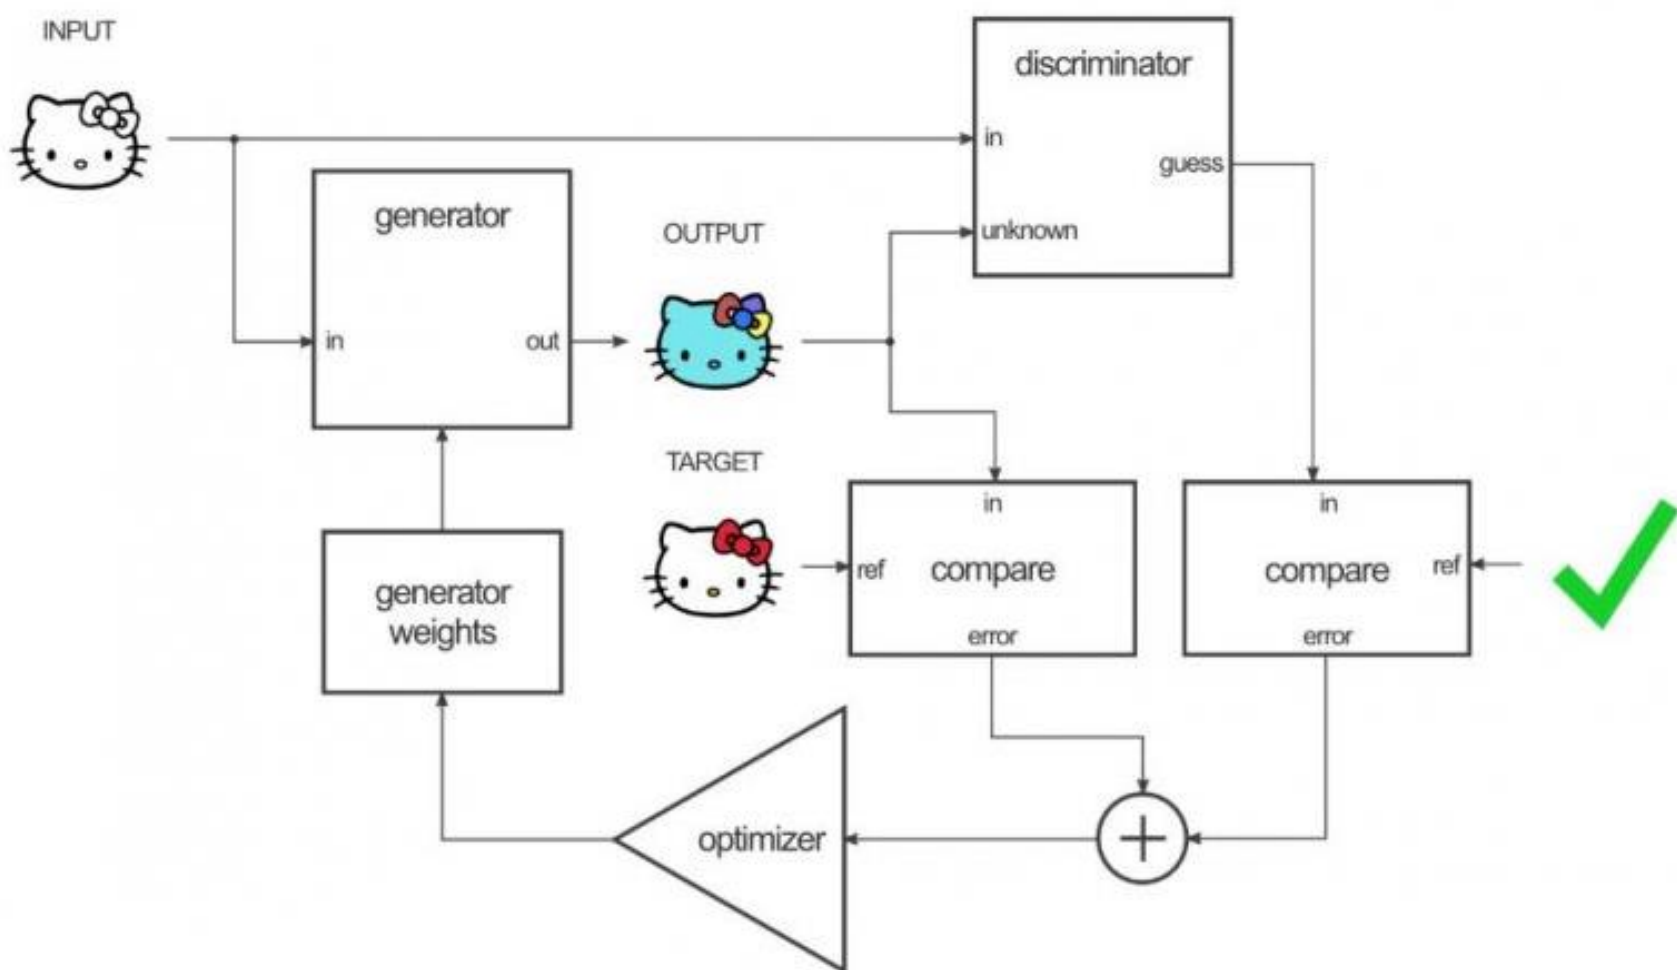 INPUT
discriminator
in
guess
generator
OUTPUT
unknown
in
out
TARGET
in
in
ref
compare
compare
ref
generator
weights
error
error
optimizer